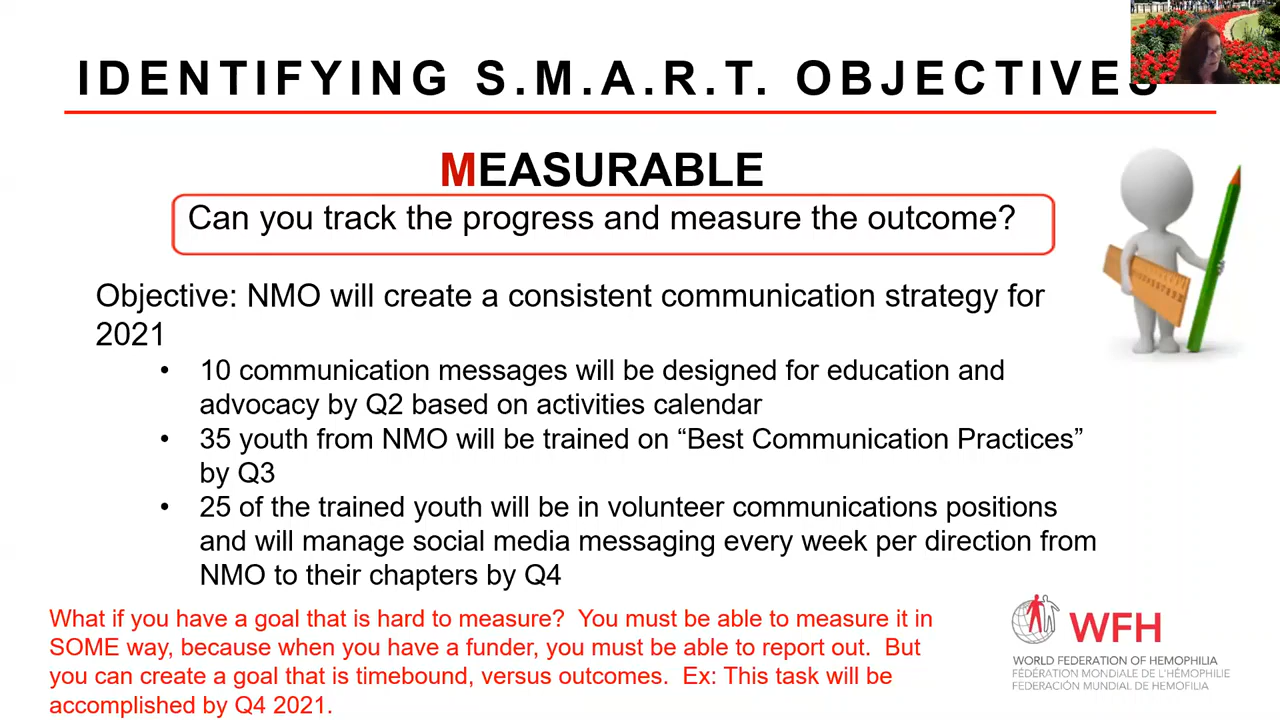 IDENTIFYING S.M.A.R.T. OBJECTIVES
MEASURABLE
Can you track the progress and measure the outcome?
Objective: NMO will create a consistent communication strategy for
2021
• 10 communication messages will be designed for education and
advocacy by Q2 based on activities calendar
• 35 youth from NMO will be trained on “Best Communication Practices”
by Q3
• 25 of the trained youth will be in volunteer communications positions
and will manage social media messaging every week per direction from
NMO to their chapters by Q4
What if you have a goal that is hard to measure? You must be able to measure it in
SOME way, because when you have a funder, you must be able to report out. But
you can create a goal that is timebound, versus outcomes. Ex: This task will be
accomplished by Q4 2021.
WFH
WORLD FEDERATION OF HEMOPHILIA
FÉDÉRATION MONDIALE DE L'HÉMOPHILIE
FEDERACIÓN MUNDIAL DE HEMOFILIA